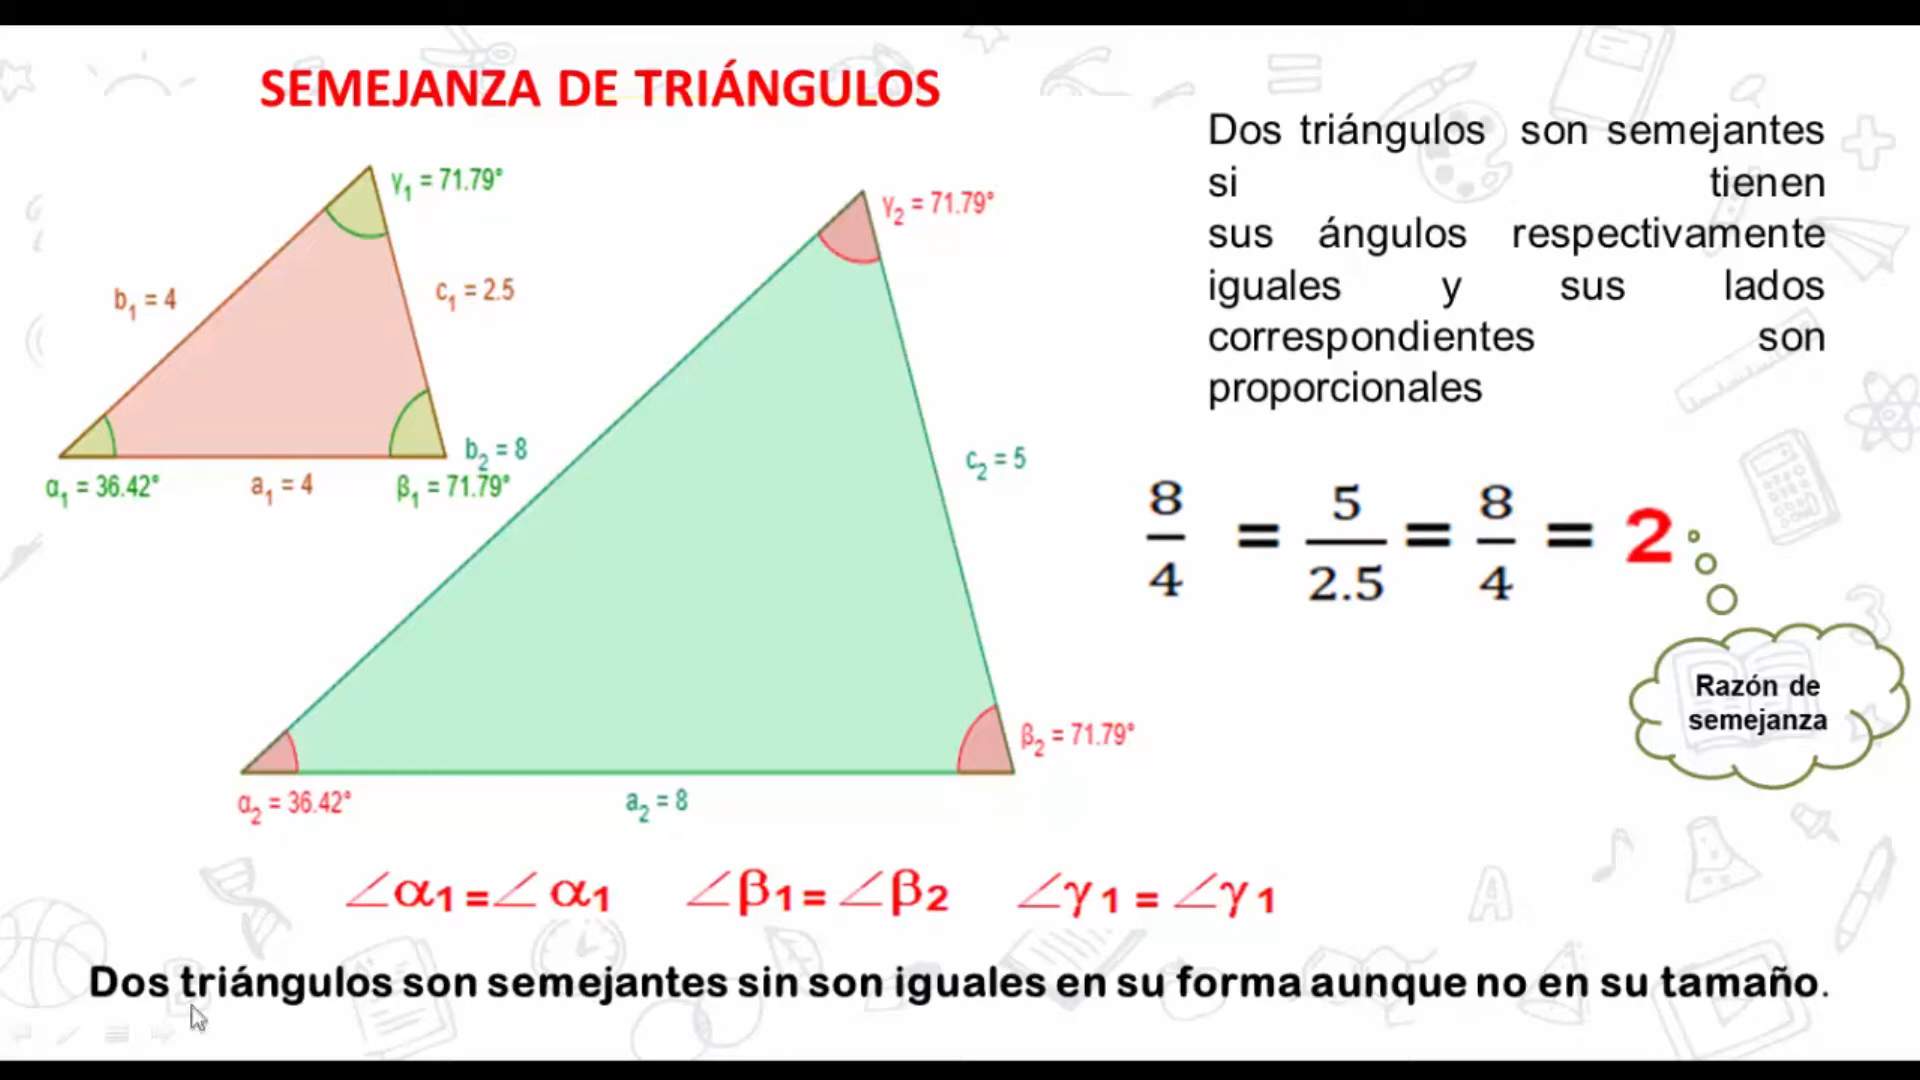 SEMEJANZA DE TRIÁNGULOS
Dos triángulos son semejantes
si tienen
sus ángulos respectivamente
iguales y sus lados
correspondientes son
proporcionales
γ₁ = 71.79°
b₁ = 4
c₁ = 2.5
α₁ = 36.42°
a₁ = 4
β₁ = 71.79°
γ₂ = 71.79°
b₂ = 8
c₂ = 5
β₂ = 71.79°
α₂ = 36.42°
a₂ = 8
8/4 = 5/2.5 = 8/4 = 2
Razón de
semejanza
∠α1=∠ α1 ∠β1= ∠β2 ∠γ 1 = ∠γ 1
Dos triángulos son semejantes sin son iguales en su forma aunque no en su tamaño.